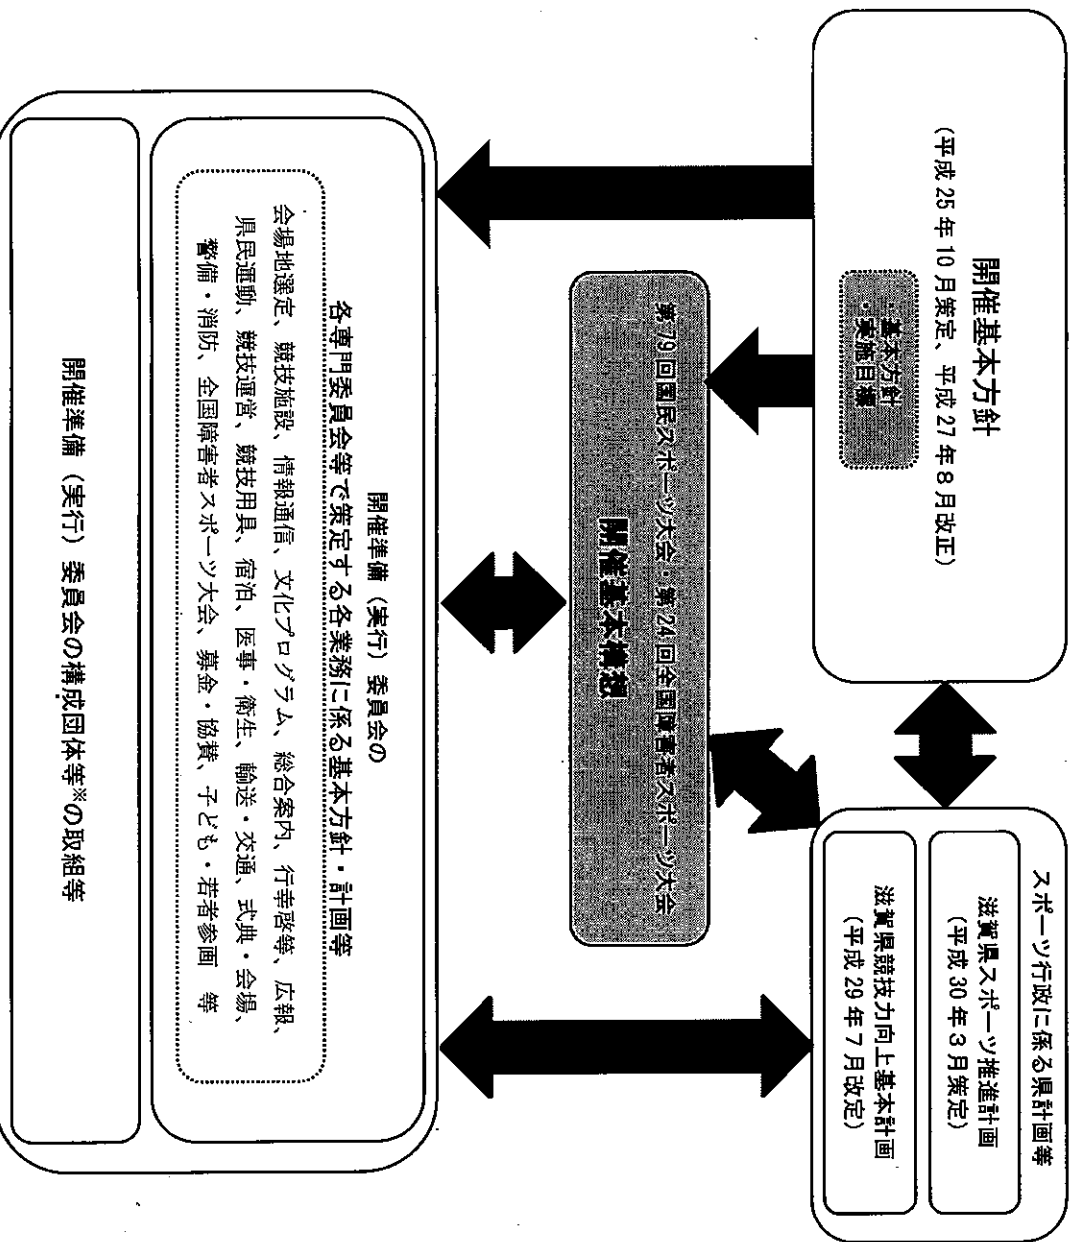 開催基本方針
(平成25年10月策定、平成27年8月改正)
・基本方針
・実施目標
スポーツ行政に係る県計画等
滋賀県スポーツ推進計画
(平成30年3月策定)
滋賀県競技力向上基本計画
(平成29年7月改定)
第79回国民スポーツ大会・第24回全国障害者スポーツ大会
開催基本構想
開催準備(実行)委員会の
各専門委員会等で策定する各業務に係る基本方針・計画等
会場地選定、競技施設、情報通信、文化プログラム、総合案内、行幸啓等、広報、
県民運動、競技運営、競技用具、宿泊、医事・衛生、輸送・交通、式典・会場、
警備・消防、全国障害者スポーツ大会、募金・協賛、子ども・若者参画 等
開催準備(実行)委員会の構成団体等※の取組等